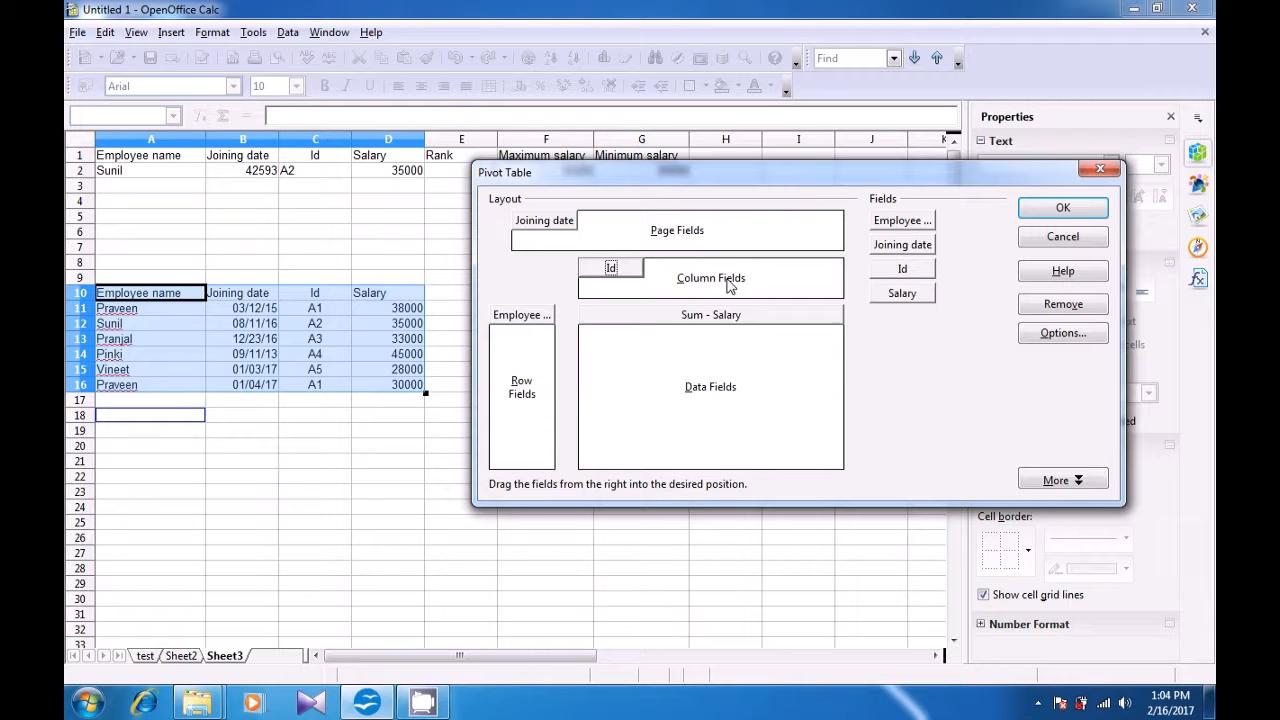 Untitled 1 - OpenOffice Calc
File Edit View Insert Format Tools Data Window Help
Find
Arial 10
A B C D E F G H I J K
1 Employee name Joining date Id Salary Rank Maximum salary Minimum salary
2 Sunil 42593 A2 35000
3
4
5
6
7
8
9
10 Employee name Joining date Id Salary
11 Praveen 03/12/15 A1 38000
12 Sunil 08/11/16 A2 35000
13 Pranjal 12/23/16 A3 33000
14 Pinki 09/11/13 A4 45000
15 Vineet 01/03/17 A5 28000
16 Praveen 01/04/17 A1 30000
17
18
19
20
21
22
23
24
25
26
27
28
29
30
31
32
33
Pivot Table
Layout
Joining date
Page Fields
Id
Column Fields
Employee ...
Sum - Salary
Row
Fields
Data Fields
Drag the fields from the right into the desired position.
Fields
Employee ...
Joining date
Id
Salary
OK
Cancel
Help
Remove
Options...
More
Properties
Text
Cell border:
Show cell grid lines
Number Format
test Sheet2 Sheet3
1:04 PM
2/16/2017